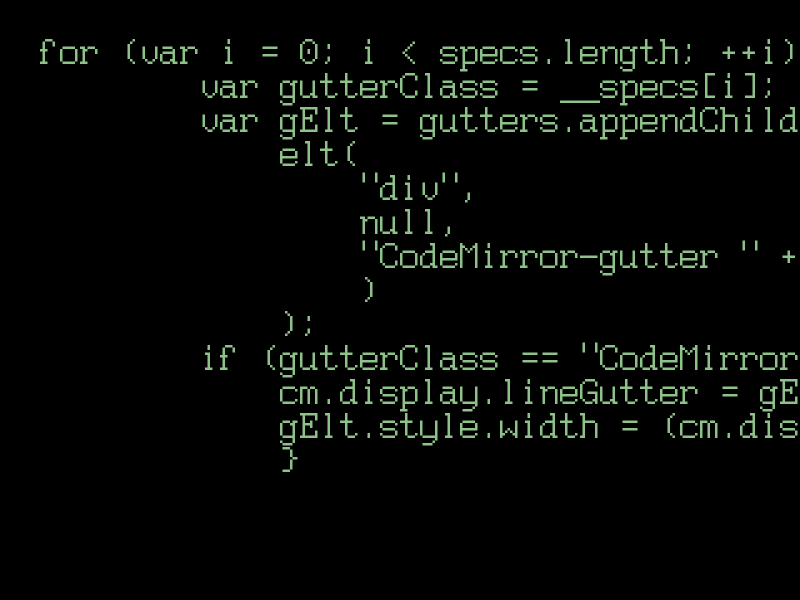 for (var i = 0; i < specs.length; ++i)
var gutterClass = __specs[i];
var gElt = gutters.appendChild
elt(
"div",
null,
"CodeMirror-gutter " +
)
);
if (gutterClass == "CodeMirror-
cm.display.lineGutter = gE
gElt.style.width = (cm.dis
}